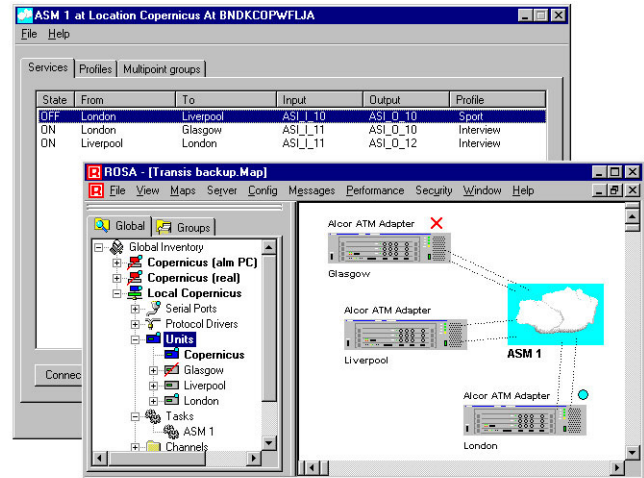 ASM 1 at Location Copernicus At BNDKCOPWFLJA
File Help
Services Profiles Multipoint groups
State From To Input Output Profile
OFF London Liverpool ASI_I_10 ASI_O_10 Sport
ON London Glasgow ASI_I_11 ASI_O_10 Interview
ON Liverpool London ASI_I_11 ASI_O_12 Interview
Connec
ROSA - [Transis backup.Map]
File View Maps Server Config Messages Performance Security Window Help
Global Groups
Global Inventory
Copernicus (alm PC)
Copernicus (real)
Local Copernicus
Serial Ports
Protocol Drivers
Units
Copernicus
Glasgow
Liverpool
London
Tasks
ASM 1
Channels
Alcor ATM Adapter
Glasgow
Alcor ATM Adapter
Liverpool
ASM 1
Alcor ATM Adapter
London